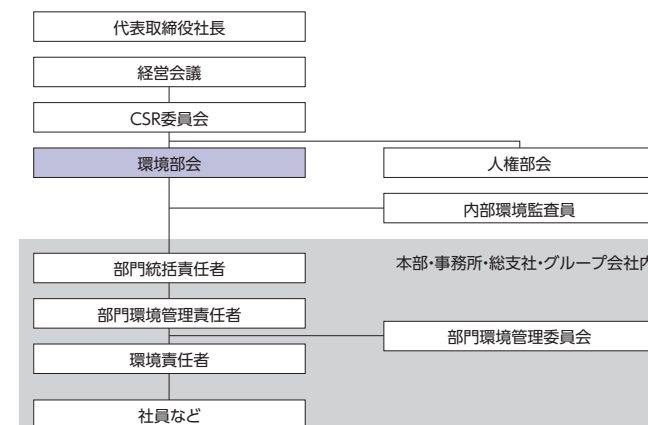 代表取締役社長
経営会議
CSR委員会
環境部会
人権部会
内部環境監査員
部門統括責任者
本部・事務所・総支社・グループ会社内
部門環境管理責任者
部門環境管理委員会
環境責任者
社員など